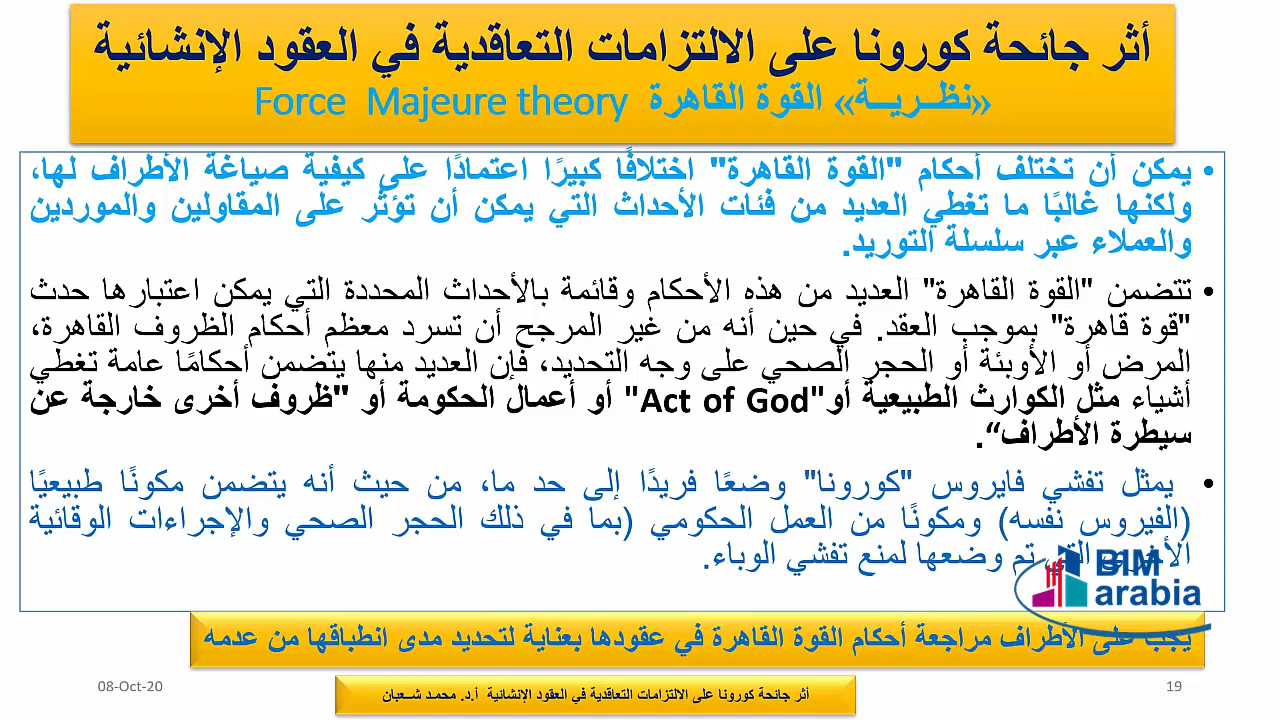 أثر جائحة كورونا على الالتزامات التعاقدية في العقود الإنشائية
«نظــريــة» القوة القاهرة Force Majeure theory
• يمكن أن تختلف أحكام "القوة القاهرة" اختلافًا كبيرًا اعتمادًا على كيفية صياغة الأطراف لها،
ولكنها غالبًا ما تغطي العديد من فئات الأحداث التي يمكن أن تؤثر على المقاولين والموردين
والعملاء عبر سلسلة التوريد.
• تتضمن "القوة القاهرة" العديد من هذه الأحكام وقائمة بالأحداث المحددة التي يمكن اعتبارها حدث
"قوة قاهرة" بموجب العقد. في حين أنه من غير المرجح أن تسرد معظم أحكام الظروف القاهرة،
المرض أو الأوبئة أو الحجر الصحي على وجه التحديد، فإن العديد منها يتضمن أحكامًا عامة تغطي
أشياء مثل الكوارث الطبيعية أو"Act of God" أو أعمال الحكومة أو "ظروف أخرى خارجة عن
سيطرة الأطراف“.
• يمثل تفشي فايروس "كورونا" وضعًا فريدًا إلى حد ما، من حيث أنه يتضمن مكونًا طبيعيًا
(الفيروس نفسه) ومكونًا من العمل الحكومي (بما في ذلك الحجر الصحي والإجراءات الوقائية
الأخرى التي تم وضعها لمنع تفشي الوباء.
BIM
arabia
يجب على الأطراف مراجعة أحكام القوة القاهرة في عقودها بعناية لتحديد مدى انطباقها من عدمه
08-Oct-20
أثر جائحة كورونا على الالتزامات التعاقدية في العقود الإنشائية أ.د. محمـد شــعبان
19